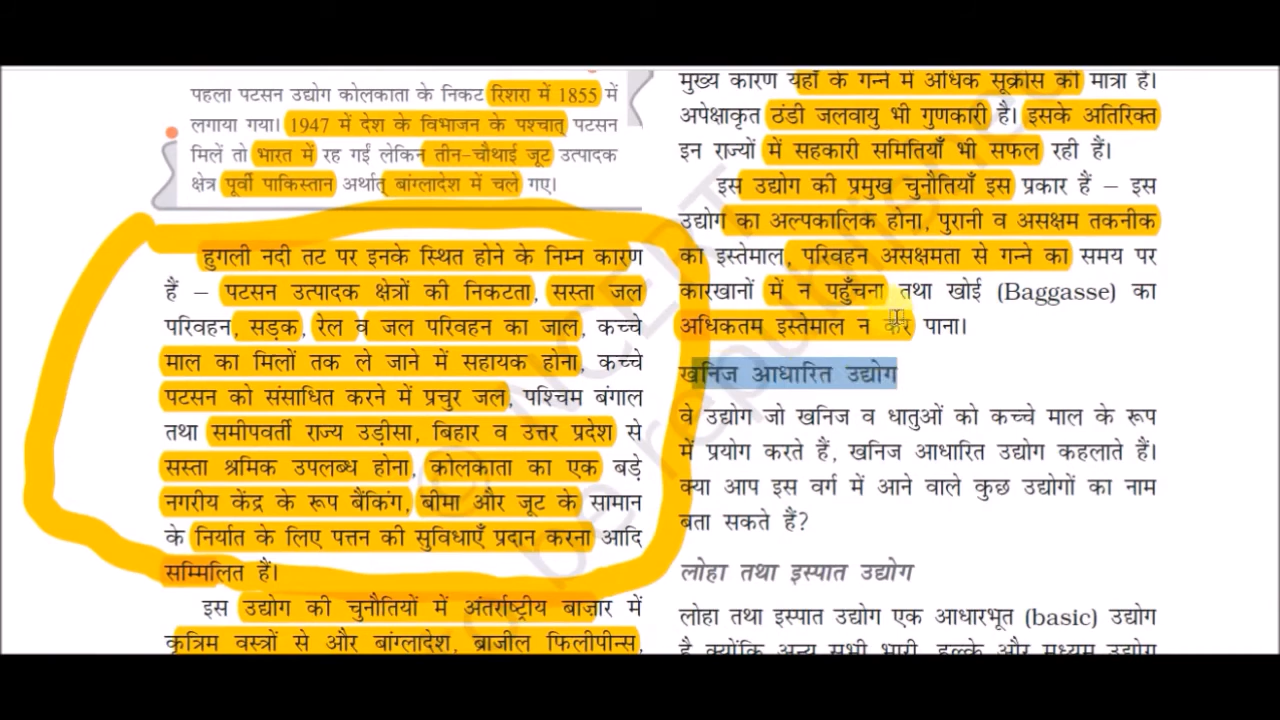 पहला पटसन उद्योग कोलकाता के निकट रिशरा में 1855 में
लगाया गया। 1947 में देश के विभाजन के पश्चात् पटसन
मिलें तो भारत में रह गईं लेकिन तीन-चौथाई जूट उत्पादक
क्षेत्र पूर्वी पाकिस्तान अर्थात् बांग्लादेश में चले गए।
हुगली नदी तट पर इनके स्थित होने के निम्न कारण
हैं – पटसन उत्पादक क्षेत्रों की निकटता, सस्ता जल
परिवहन, सड़क, रेल व जल परिवहन का जाल, कच्चे
माल का मिलों तक ले जाने में सहायक होना, कच्चे
पटसन को संसाधित करने में प्रचुर जल, पश्चिम बंगाल
तथा समीपवर्ती राज्य उड़ीसा, बिहार व उत्तर प्रदेश से
सस्ता श्रमिक उपलब्ध होना, कोलकाता का एक बड़े
नगरीय केंद्र के रूप बैंकिंग, बीमा और जूट के सामान
के निर्यात के लिए पत्तन की सुविधाएँ प्रदान करना आदि
सम्मिलित हैं।
इस उद्योग की चुनौतियों में अंतर्राष्ट्रीय बाज़ार में
कृत्रिम वस्त्रों से और बांग्लादेश, ब्राजील फिलीपीन्स,
मुख्य कारण यहाँ के गन्ने में अधिक सूक्रोस की मात्रा है।
अपेक्षाकृत ठंडी जलवायु भी गुणकारी है। इसके अतिरिक्त
इन राज्यों में सहकारी समितियाँ भी सफल रही हैं।
इस उद्योग की प्रमुख चुनौतियाँ इस प्रकार हैं – इस
उद्योग का अल्पकालिक होना, पुरानी व असक्षम तकनीक
का इस्तेमाल, परिवहन असक्षमता से गन्ने का समय पर
कारखानों में न पहुँचना तथा खोई (Baggasse) का
अधिकतम इस्तेमाल न कर पाना।
खनिज आधारित उद्योग
वे उद्योग जो खनिज व धातुओं को कच्चे माल के रूप
में प्रयोग करते हैं, खनिज आधारित उद्योग कहलाते हैं।
क्या आप इस वर्ग में आने वाले कुछ उद्योगों का नाम
बता सकते हैं?
लोहा तथा इस्पात उद्योग
लोहा तथा इस्पात उद्योग एक आधारभूत (basic) उद्योग
है क्योंकि अन्य सभी भारी, हल्के और मध्यम उद्योग